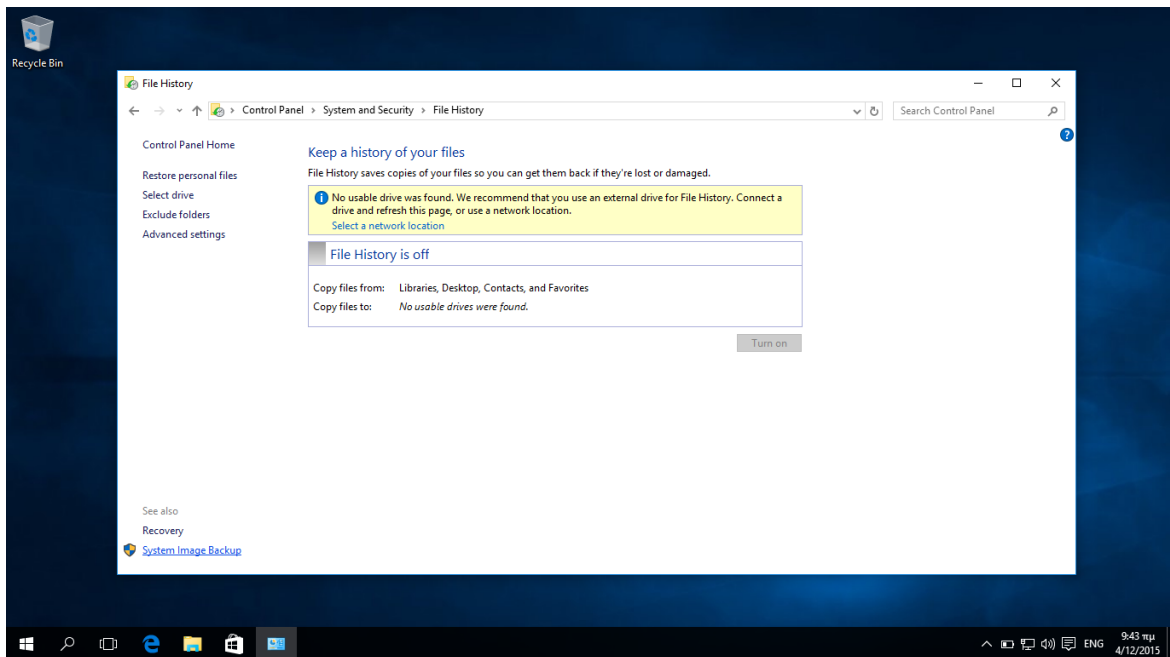 Recycle Bin
File History
Control Panel > System and Security > File History
Search Control Panel
Control Panel Home
Restore personal files
Select drive
Exclude folders
Advanced settings
Keep a history of your files
File History saves copies of your files so you can get them back if they're lost or damaged.
No usable drive was found. We recommend that you use an external drive for File History. Connect a
drive and refresh this page, or use a network location.
Select a network location
File History is off
Copy files from: Libraries, Desktop, Contacts, and Favorites
Copy files to: No usable drives were found.
Turn on
See also
Recovery
System Image Backup
ENG
9:43 πμ
4/12/2015